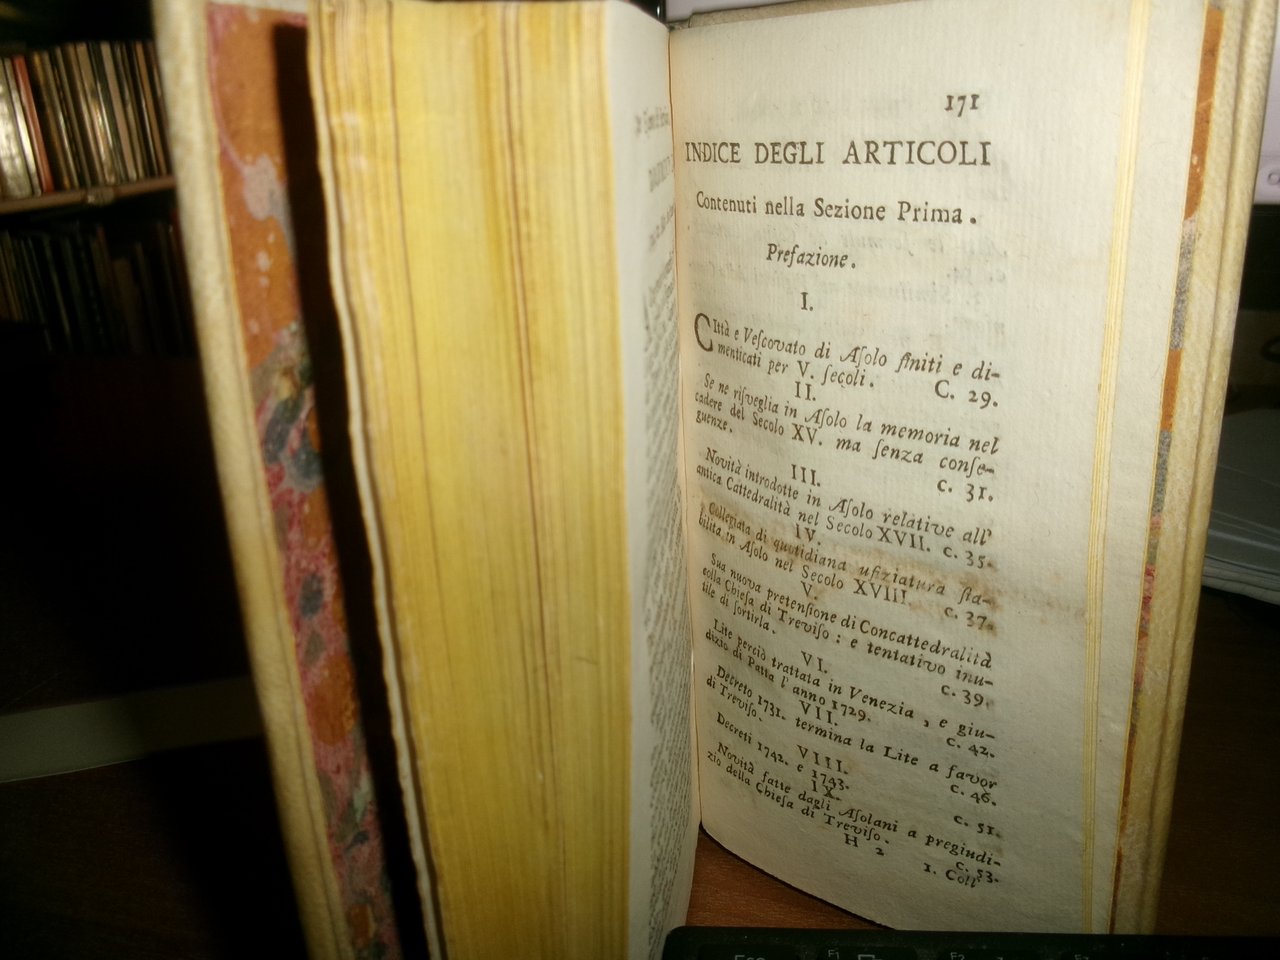 171
INDICE DEGLI ARTICOLI
Contenuti nella Sezione Prima.
Prefazione.
I.
CIttà e Veſcovato di Aſolo finiti e di-
menticati per V. ſecoli. C. 29.
II.
Se ne riſveglia in Aſolo la memoria nel
cadere del Secolo XV. ma ſenza conſe-
guenze. c. 31.
III.
Novità introdotte in Aſolo relative all'
antica Cattedralità nel Secolo XVII. c. 35.
IV.
Collegiata di quotidiana ufiziatura ſta-
bilita in Aſolo nel Secolo XVIII. c. 37.
V.
Sua nuova pretenſione di Concattedralità
colla Chieſa di Treviſo: e tentativo inu-
tile di ſortirla. c. 39.
VI.
Lite perciò trattata in Venezia, e giu-
dizio di Patta l'anno 1729. c. 42.
VII.
Decreto 1731. termina la Lite a favor
di Treviſo. c. 46.
VIII.
Decreti 1742. e 1743. c. 51.
IX.
Novità fatte dagli Aſolani a pregiudi-
zio della Chieſa di Treviſo. c. 53.
H 2
1. Coll'
F1
F2
F3